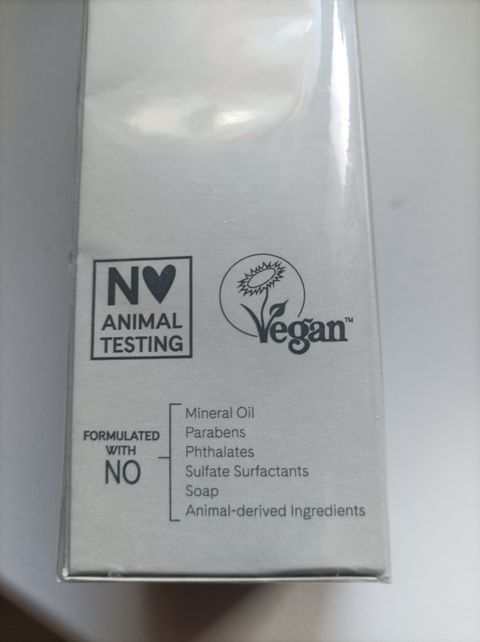 N♥
ANIMAL
TESTING
Vegan™
FORMULATED
WITH
NO
Mineral Oil
Parabens
Phthalates
Sulfate Surfactants
Soap
Animal-derived Ingredients